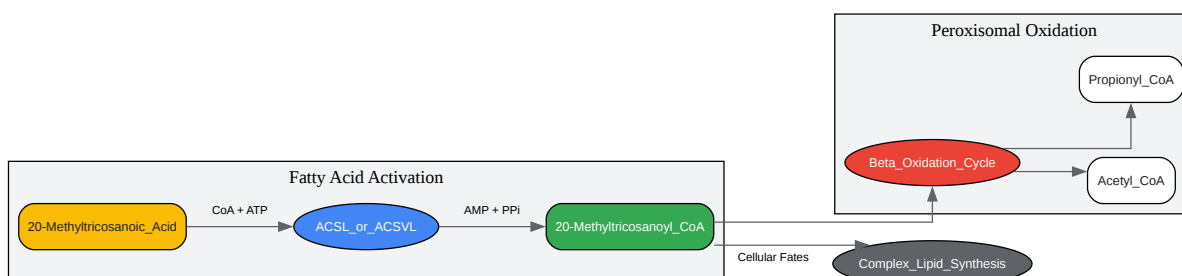 Peroxisomal Oxidation
Propionyl_CoA
Beta_Oxidation_Cycle
Acetyl_CoA
Fatty Acid Activation
20-Methyltricosanoic_Acid
CoA + ATP
ACSL_or_ACSVL
AMP + PPi
20-Methyltricosanoyl_CoA
Cellular Fates
Complex_Lipid_Synthesis